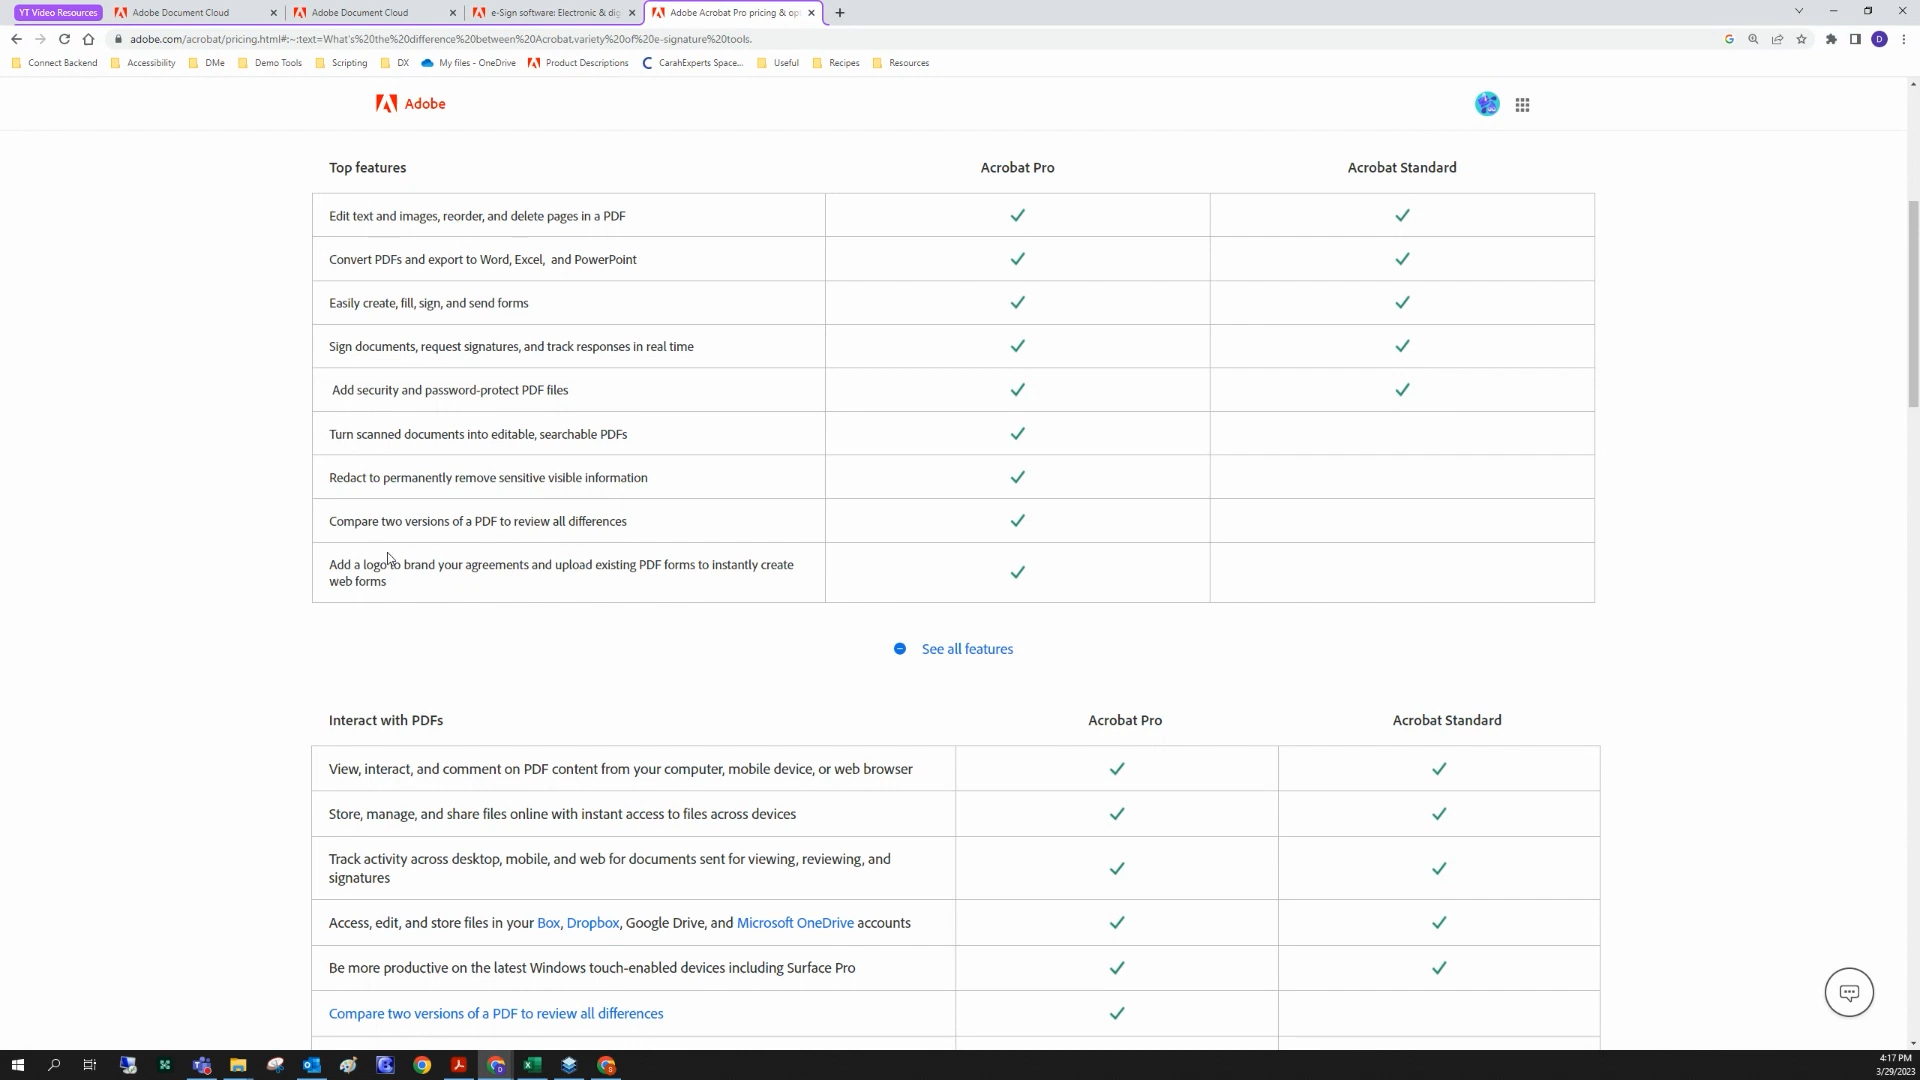 YT Video Resources
Adobe Document Cloud
Adobe Document Cloud
e-Sign software: Electronic & dig
Adobe Acrobat Pro pricing & op
adobe.com/acrobat/pricing.html#:~:text=What's%20the%20difference%20between%20Acrobat,variety%20of%20e-signature%20tools.
Connect Backend
Accessibility
DMe
Demo Tools
Scripting
DX
My files - OneDrive
Product Descriptions
CarahExperts Space...
Useful
Recipes
Resources
Adobe
Top features Acrobat Pro Acrobat Standard
Edit text and images, reorder, and delete pages in a PDF
Convert PDFs and export to Word, Excel, and PowerPoint
Easily create, fill, sign, and send forms
Sign documents, request signatures, and track responses in real time
Add security and password-protect PDF files
Turn scanned documents into editable, searchable PDFs
Redact to permanently remove sensitive visible information
Compare two versions of a PDF to review all differences
Add a logo to brand your agreements and upload existing PDF forms to instantly create
web forms
See all features
Interact with PDFs Acrobat Pro Acrobat Standard
View, interact, and comment on PDF content from your computer, mobile device, or web browser
Store, manage, and share files online with instant access to files across devices
Track activity across desktop, mobile, and web for documents sent for viewing, reviewing, and
signatures
Access, edit, and store files in your Box, Dropbox, Google Drive, and Microsoft OneDrive accounts
Be more productive on the latest Windows touch-enabled devices including Surface Pro
Compare two versions of a PDF to review all differences
4:17 PM
3/29/2023